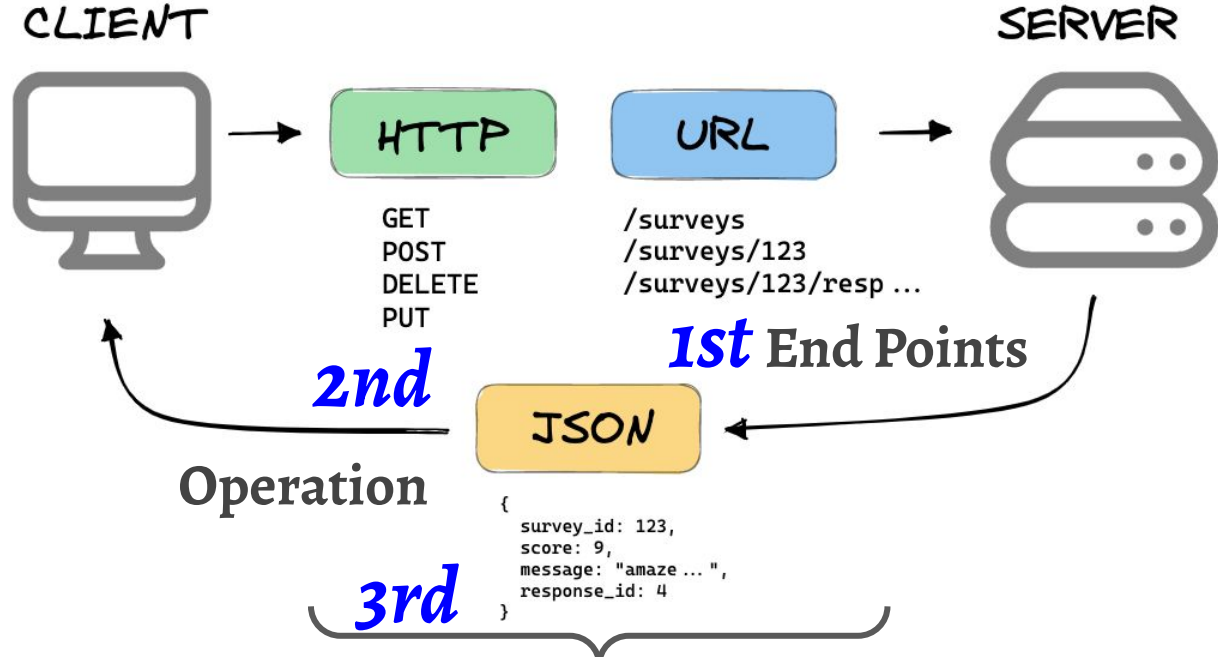 CLIENT
SERVER
HTTP
URL
GET
POST
DELETE
PUT
/surveys
/surveys/123
/surveys/123/resp ...
1st End Points
2nd
Operation
JSON
{
survey_id: 123,
score: 9,
message: "amaze ... ",
response_id: 4
}
3rd